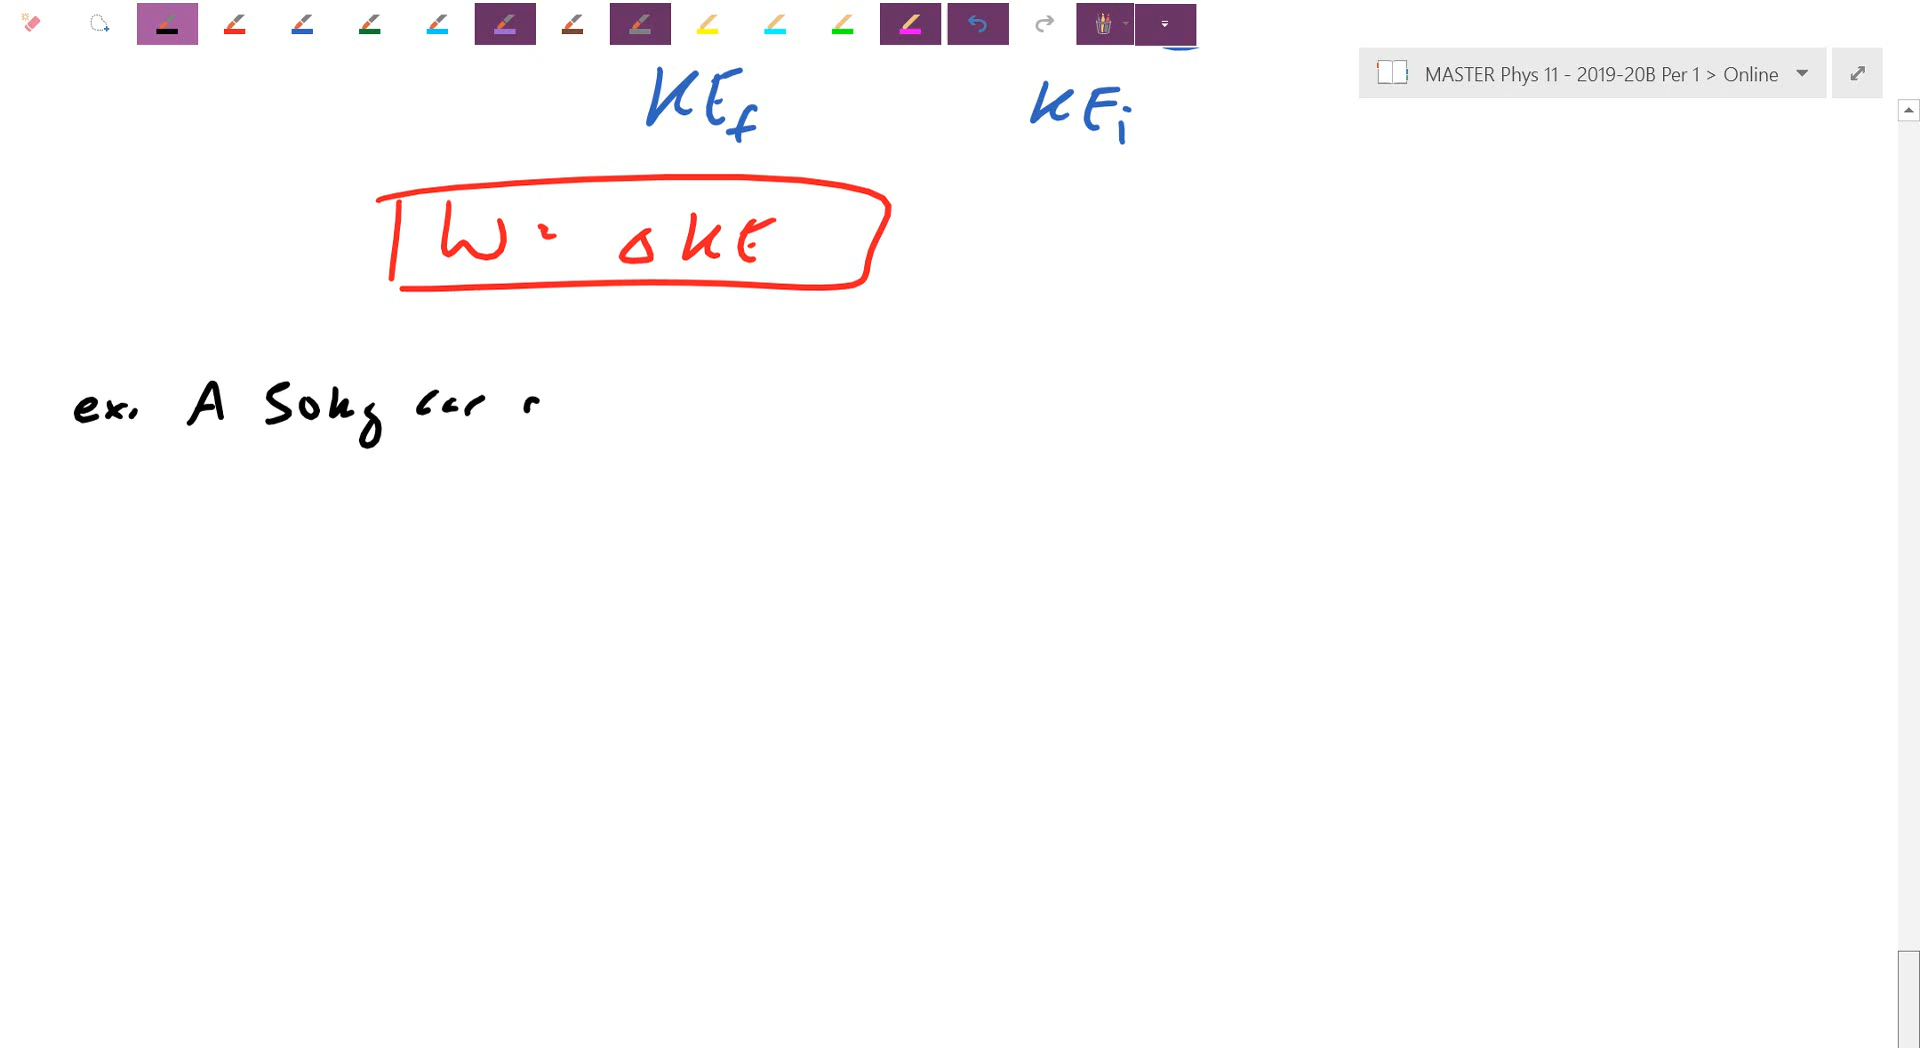 MASTER Phys 11 - 2019-20B Per 1 > Online
KEf KEi
W = ΔKE
ex. A 50kg car r